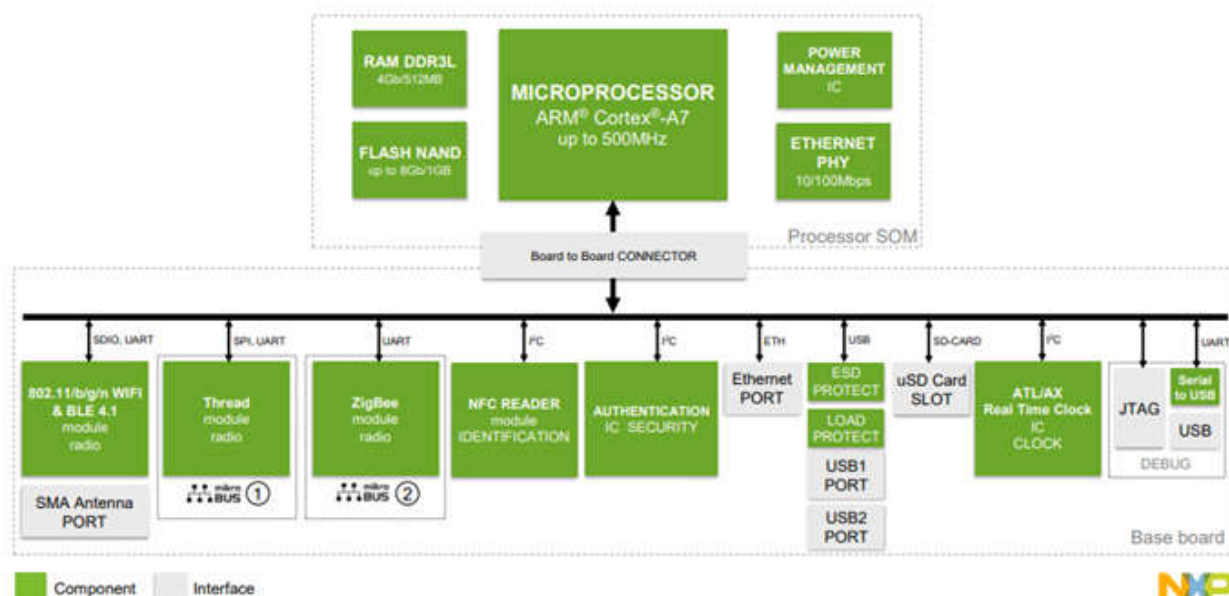 RAM DDR3L
4Gb/512MB
FLASH NAND
up to 8Gb/1GB
MICROPROCESSOR
ARM® Cortex®-A7
up to 500MHz
POWER
MANAGEMENT
IC
ETHERNET
PHY
10/100Mbps
Processor SOM
Board to Board CONNECTOR
SDIO, UART
SPI, UART
UART
I²C
I²C
ETH
USB
SD-CARD
I²C
UART
802.11/b/g/n WIFI
& BLE 4.1
module
radio
SMA Antenna
PORT
Thread
module
radio
mikro
BUS 1
ZigBee
module
radio
mikro
BUS 2
NFC READER
module
IDENTIFICATION
AUTHENTICATION
IC SECURITY
Ethernet
PORT
ESD
PROTECT
LOAD
PROTECT
USB1
PORT
USB2
PORT
uSD Card
SLOT
ATL/AX
Real Time Clock
IC
CLOCK
JTAG
Serial
to USB
USB
DEBUG
Base board
Component
Interface
NXP